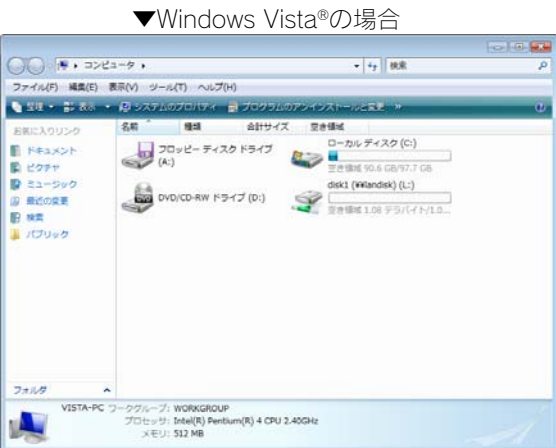 ▼Windows Vista®の場合
コンピュータ
検索
ファイル(F) 編集(E) 表示(V) ツール(T) ヘルプ(H)
整理 表示 システムのプロパティ プログラムのアンインストールと変更 »
お気に入りリンク
ドキュメント
ピクチャ
ミュージック
最近の変更
検索
パブリック
フォルダ
名前 種類 合計サイズ 空き領域
フロッピー ディスク ドライブ
(A:)
ローカル ディスク (C:)
空き領域 90.6 GB/97.7 GB
DVD/CD-RW ドライブ (D:)
disk1 (¥¥landisk) (L:)
空き領域 1.08 テラバイト/1.0...
VISTA-PC ワークグループ: WORKGROUP
プロセッサ: Intel(R) Pentium(R) 4 CPU 2.40GHz
メモリ: 512 MB